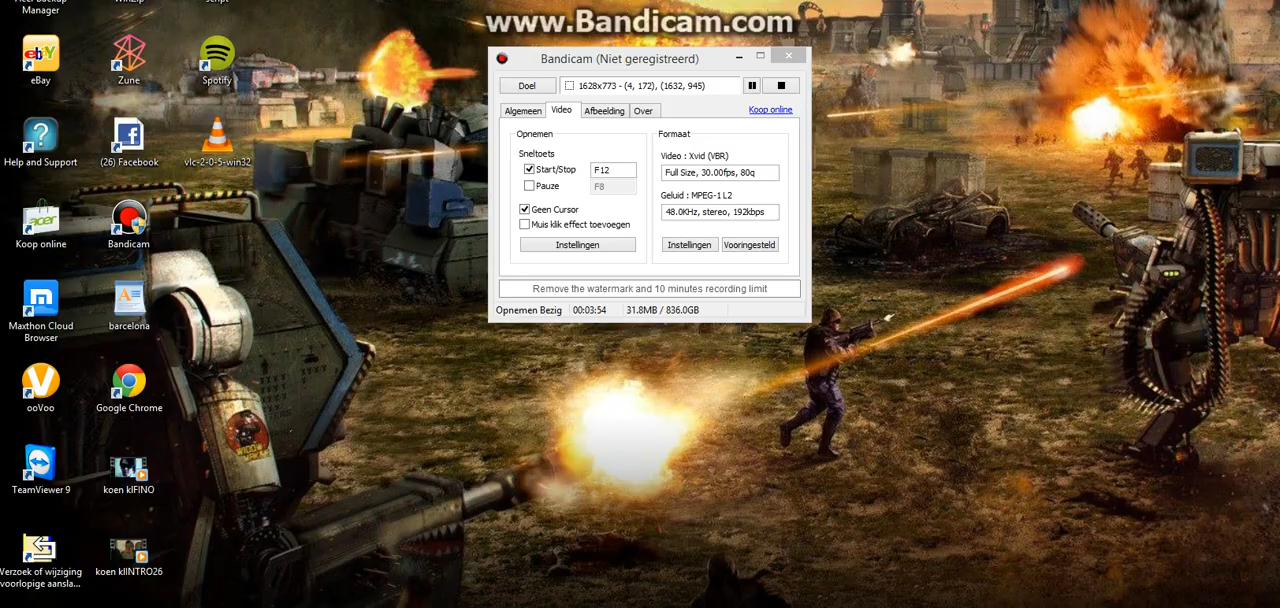 Acer Backup
Manager
WinZip
script
eBay
Zune
Spotify
Help and Support
(26) Facebook
vlc-2-0-5-win32
acer
Koop online
Bandicam
Maxthon Cloud
Browser
barcelona
ooVoo
Google Chrome
TeamViewer 9
koen klFINO
Verzoek of wijziging
voorlopige aansla...
koen klINTRO26
www.Bandicam.com
Bandicam (Niet geregistreerd)
Doel
1628x773 - (4, 172), (1632, 945)
Algemeen
Video
Afbeelding
Over
Koop online
Opnemen
Sneltoets
Start/Stop
F12
Pauze
F8
Geen Cursor
Muis klik effect toevoegen
Instellingen
Formaat
Video : Xvid (VBR)
Full Size, 30.00fps, 80q
Geluid : MPEG-1 L2
48.0KHz, stereo, 192kbps
Instellingen
Vooringesteld
Remove the watermark and 10 minutes recording limit
Opnemen Bezig
00:03:54
31.8MB / 836.0GB